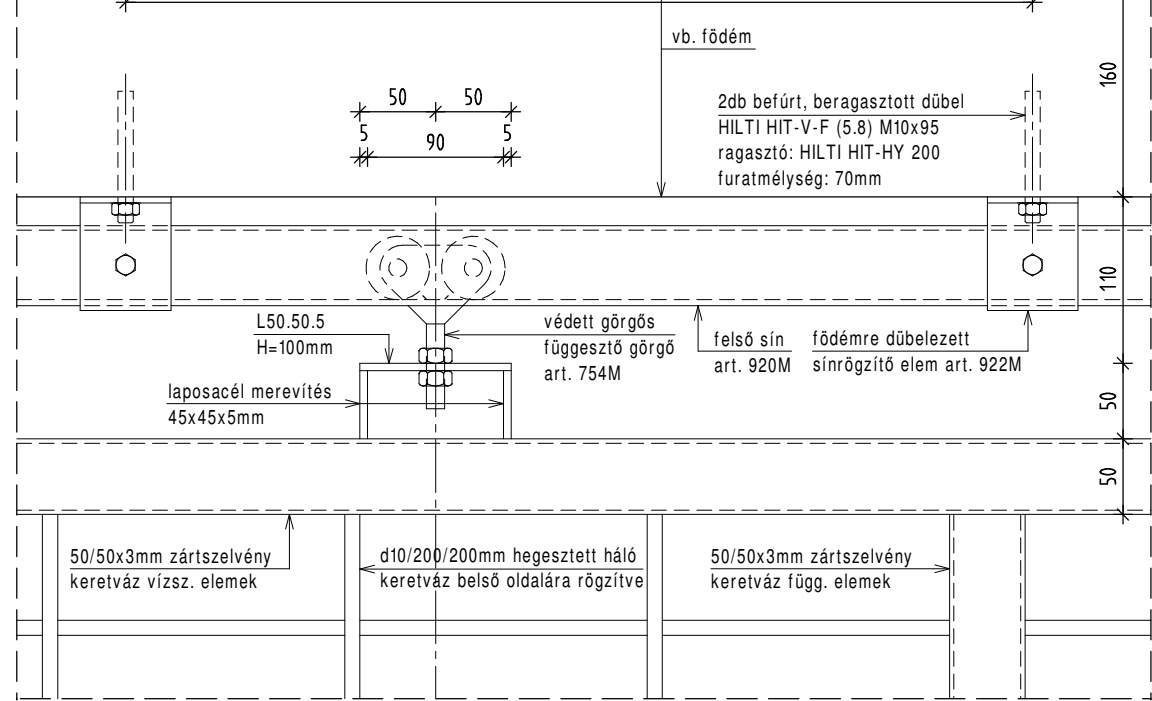 vb. födém
160
50
50
5
90
5
2db befúrt, beragasztott dübel
HILTI HIT-V-F (5.8) M10x95
ragasztó: HILTI HIT-HY 200
furatmélység: 70mm
110
L50.50.5
H=100mm
védett görgős
függesztő görgő
art. 754M
felső sín
art. 920M
födémre dübelezett
sínrögzítő elem art. 922M
laposacél merevítés
45x45x5mm
50
50
50/50x3mm zártszelvény
keretváz vízsz. elemek
d10/200/200mm hegesztett háló
keretváz belső oldalára rögzítve
50/50x3mm zártszelvény
keretváz függ. elemek